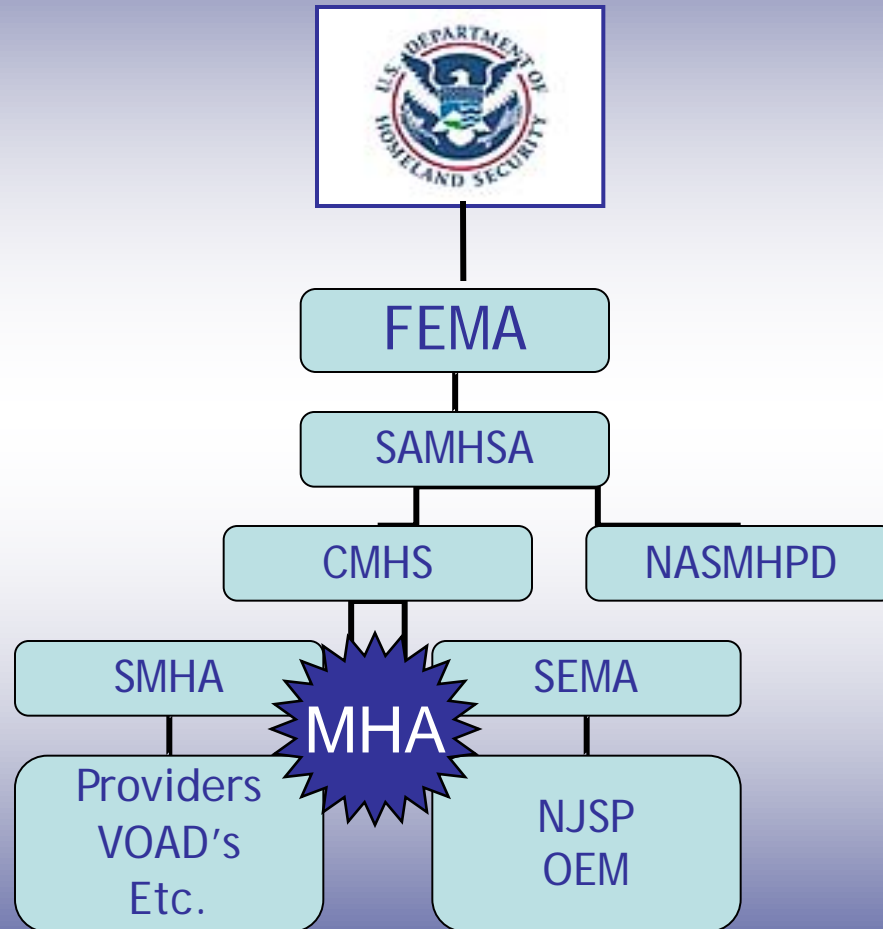 U.S. DEPARTMENT OF
HOMELAND SECURITY
FEMA
SAMHSA
CMHS
NASMHPD
SMHA
MHA
SEMA
Providers
VOAD's
Etc.
NJSP
OEM